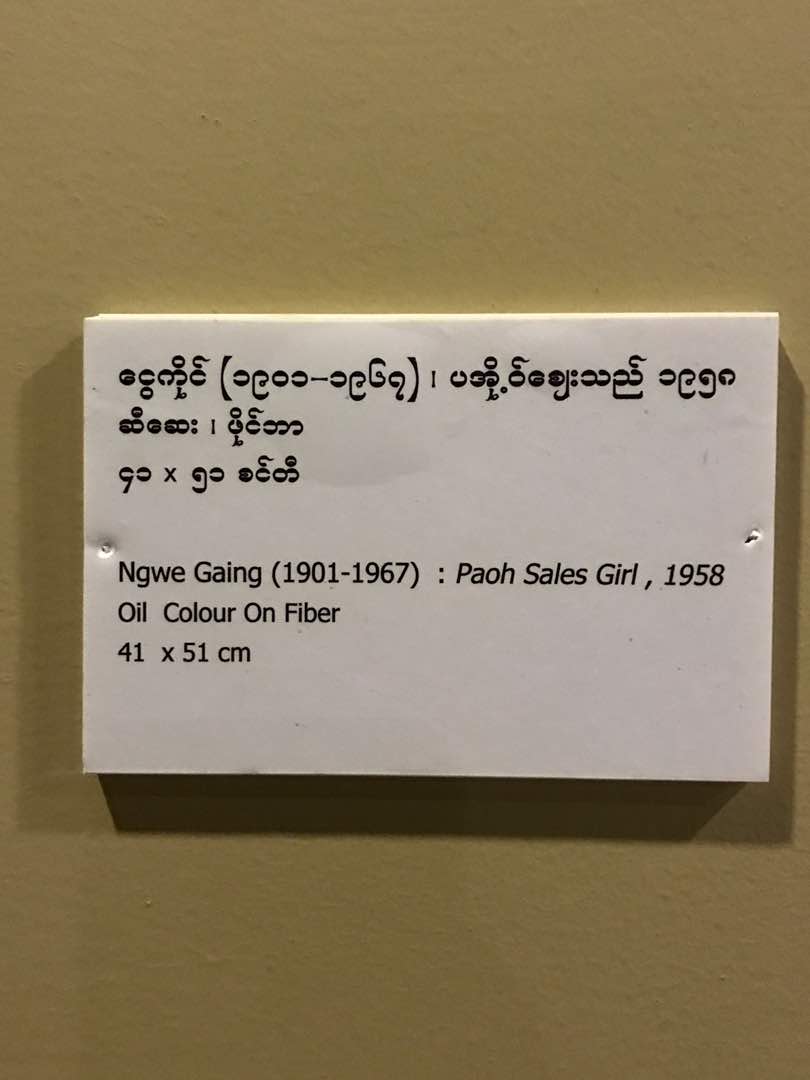 ငွေကိုင် (၁၉၀၁–၁၉၆၇) ၊ ပအို့ဝ်ဈေးသည် ၁၉၅၈
ဆီဆေး ၊ ဖိုင်ဘာ
၄၁ x ၅၁ စင်တီ
Ngwe Gaing (1901-1967) : Paoh Sales Girl , 1958
Oil Colour On Fiber
41 x 51 cm